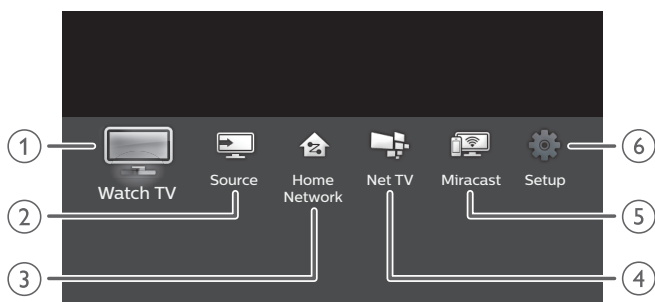 1
Watch TV
2
Source
3
Home
Network
Net TV
4
Miracast
5
Setup
6